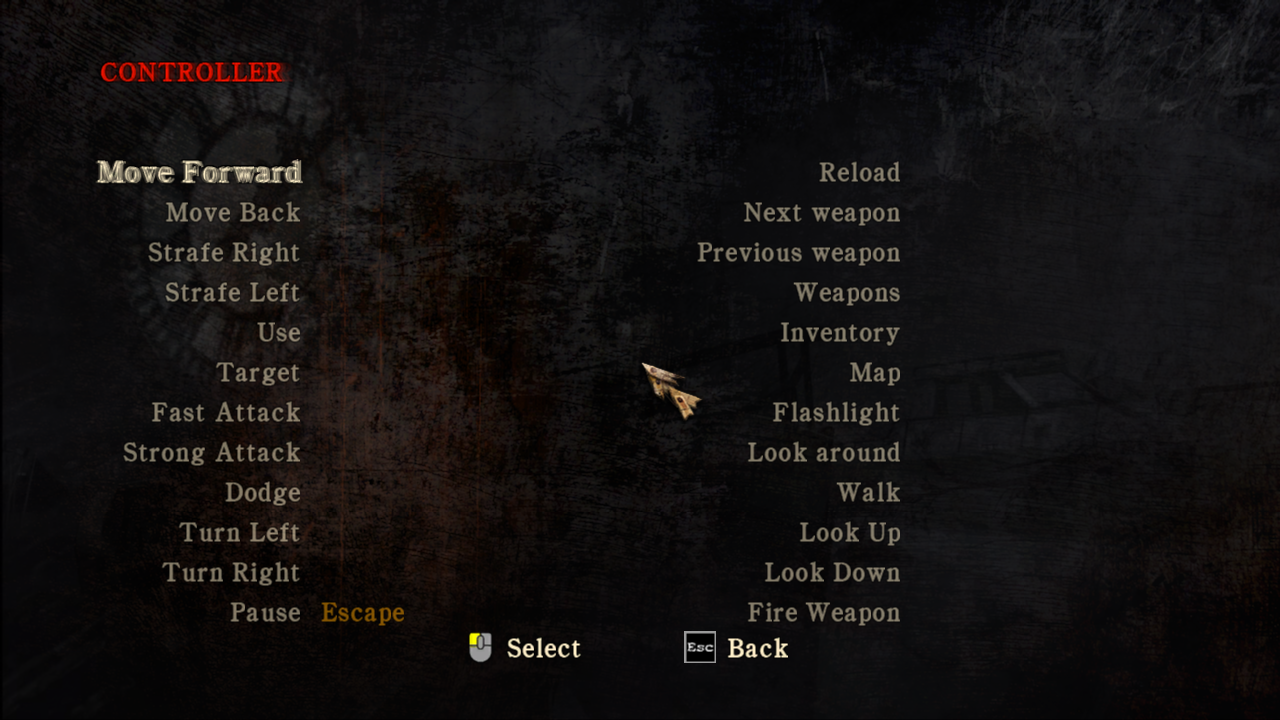 CONTROLLER
Move Forward
Move Back
Strafe Right
Strafe Left
Use
Target
Fast Attack
Strong Attack
Dodge
Turn Left
Turn Right
Pause Escape
Reload
Next weapon
Previous weapon
Weapons
Inventory
Map
Flashlight
Look around
Walk
Look Up
Look Down
Fire Weapon
Select
Esc Back